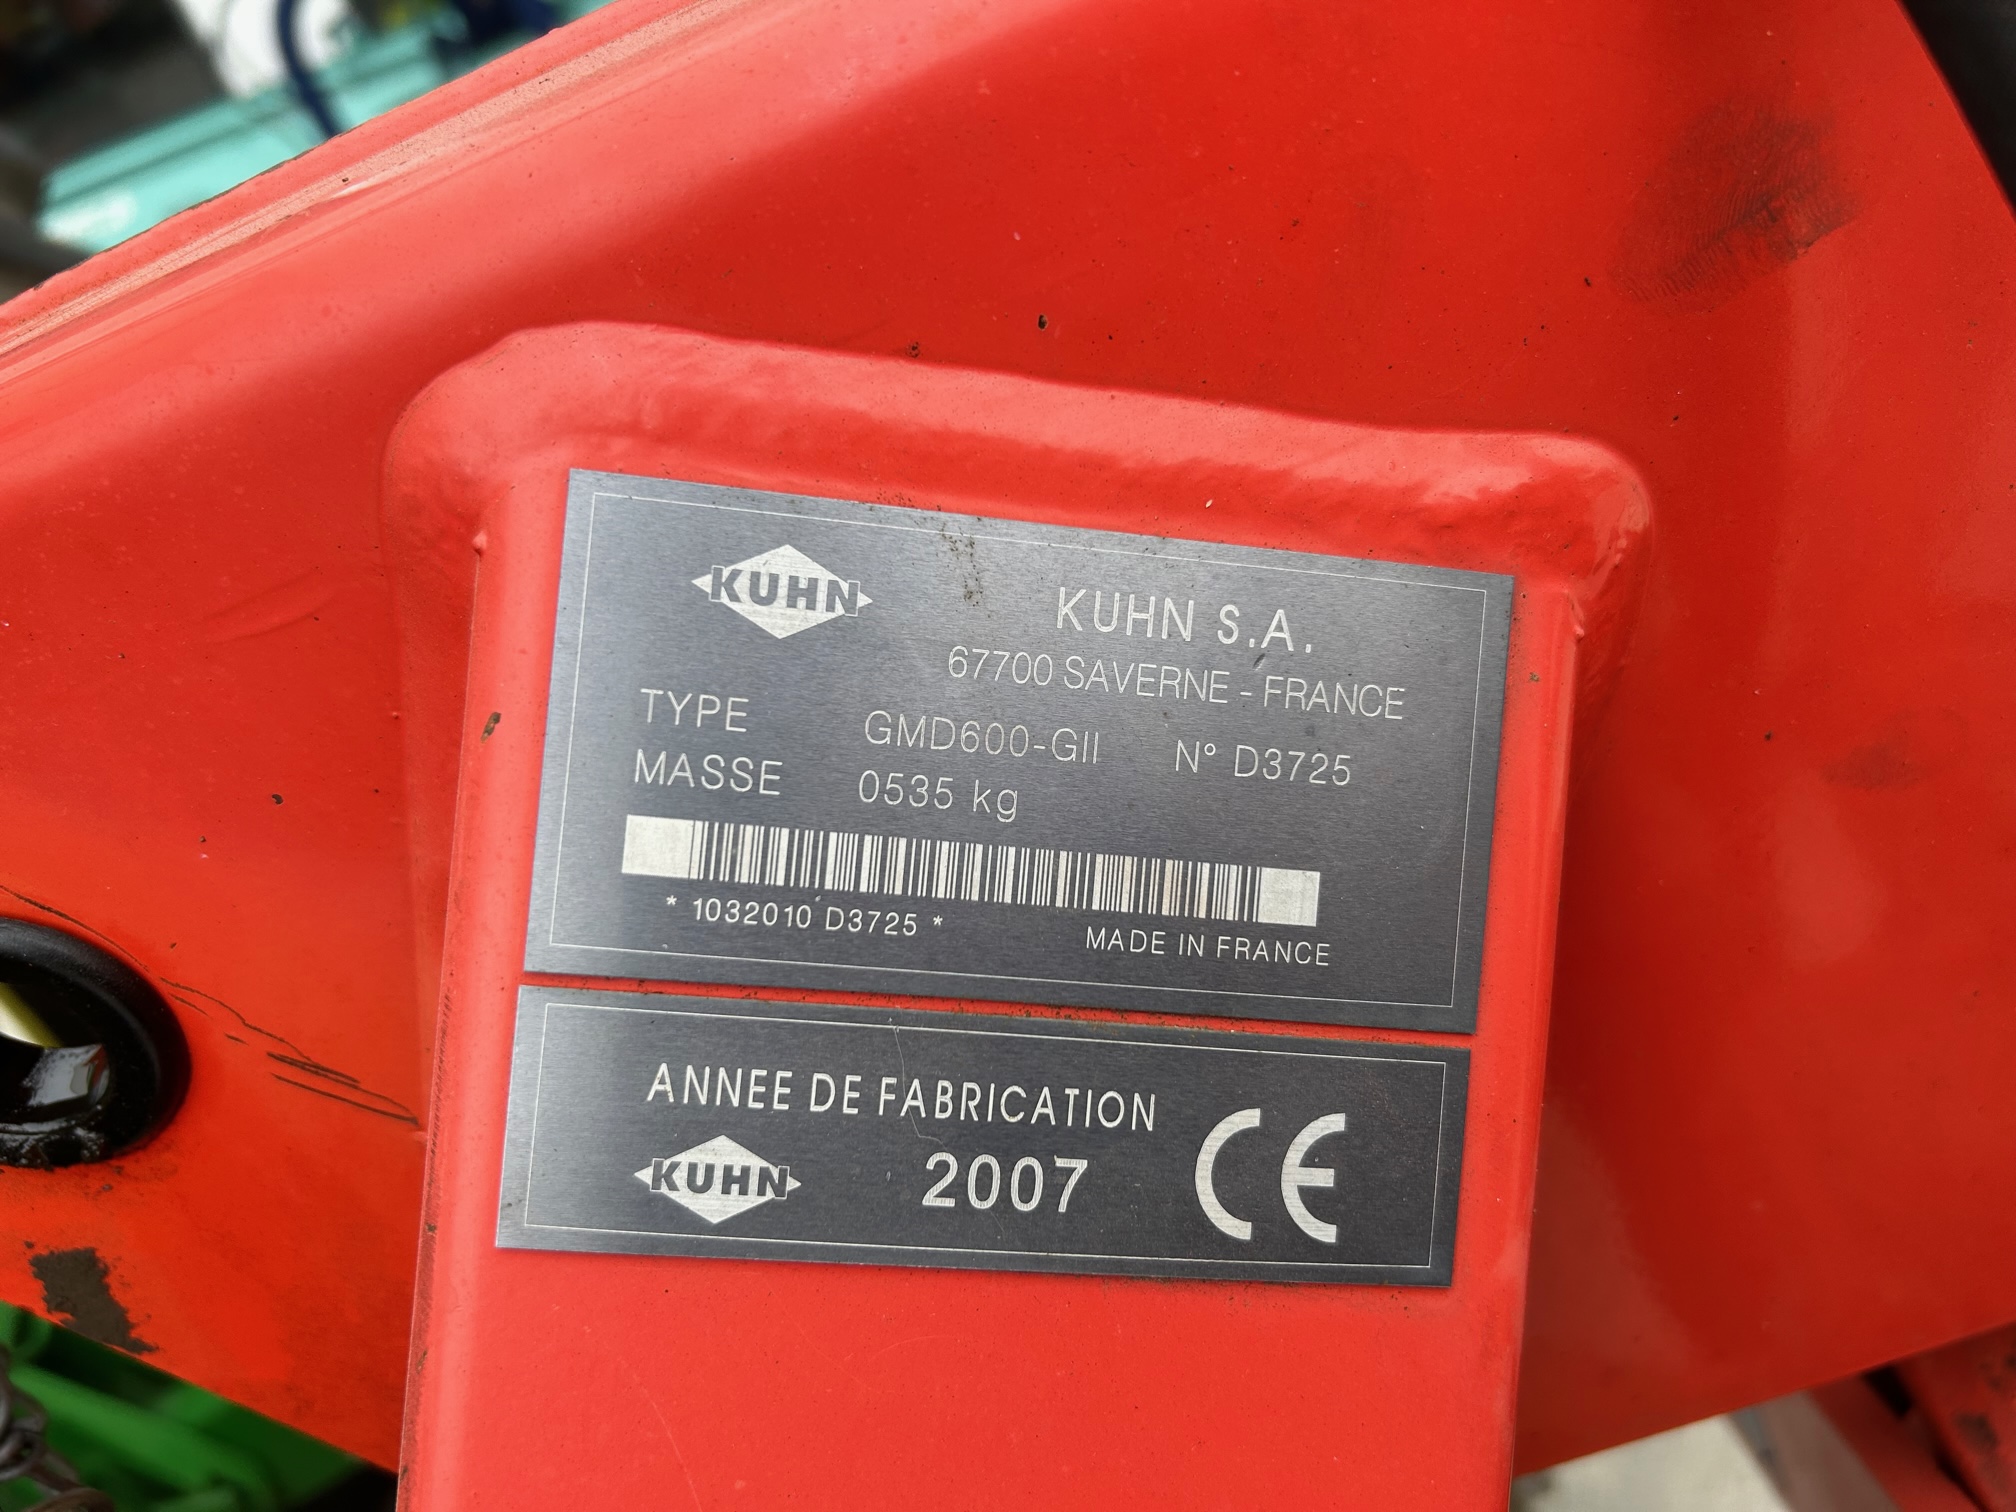 KUHN
KUHN S.A.
67700 SAVERNE - FRANCE
TYPE GMD600-GII N° D3725
MASSE 0535 kg
* 1032010 D3725 *
MADE IN FRANCE
ANNEE DE FABRICATION
KUHN 2007 CE